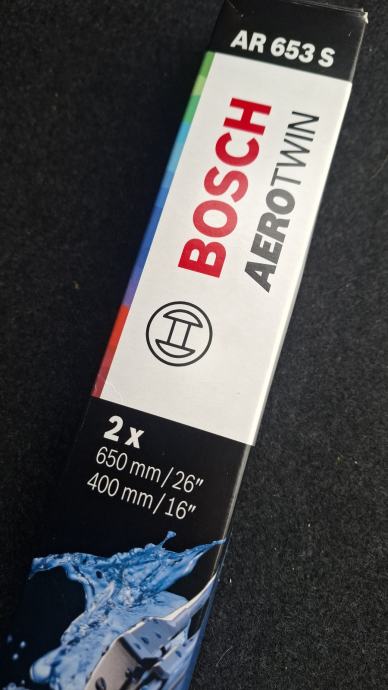 AR 653 S
BOSCH
AEROTWIN
2 x
650 mm / 26"
400 mm / 16"